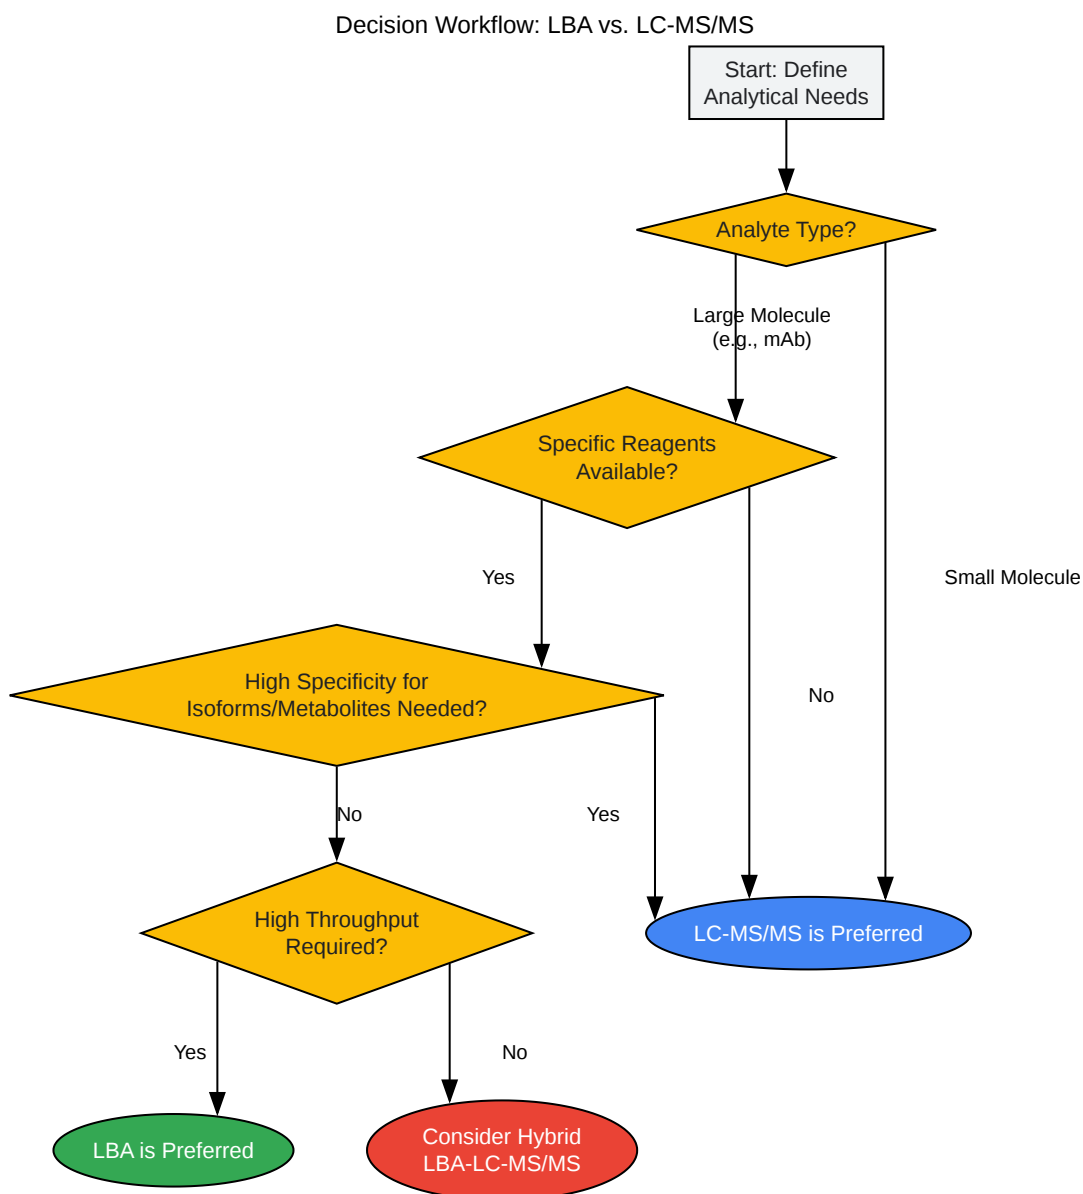 Decision Workflow: LBA vs. LC-MS/MS
Start: Define
Analytical Needs
Analyte Type?
Large Molecule
(e.g., mAb)
Specific Reagents
Available?
Yes
Small Molecule
High Specificity for
Isoforms/Metabolites Needed?
No
No
Yes
High Throughput
Required?
LC-MS/MS is Preferred
Yes
No
LBA is Preferred
Consider Hybrid
LBA-LC-MS/MS